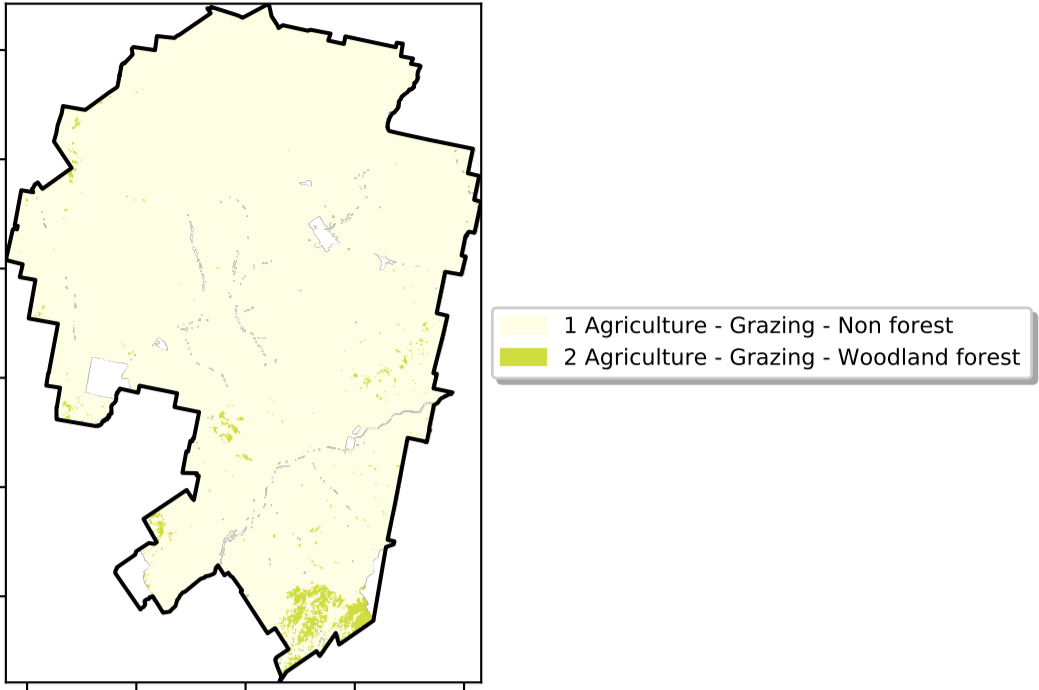 1 Agriculture - Grazing - Non forest
2 Agriculture - Grazing - Woodland forest